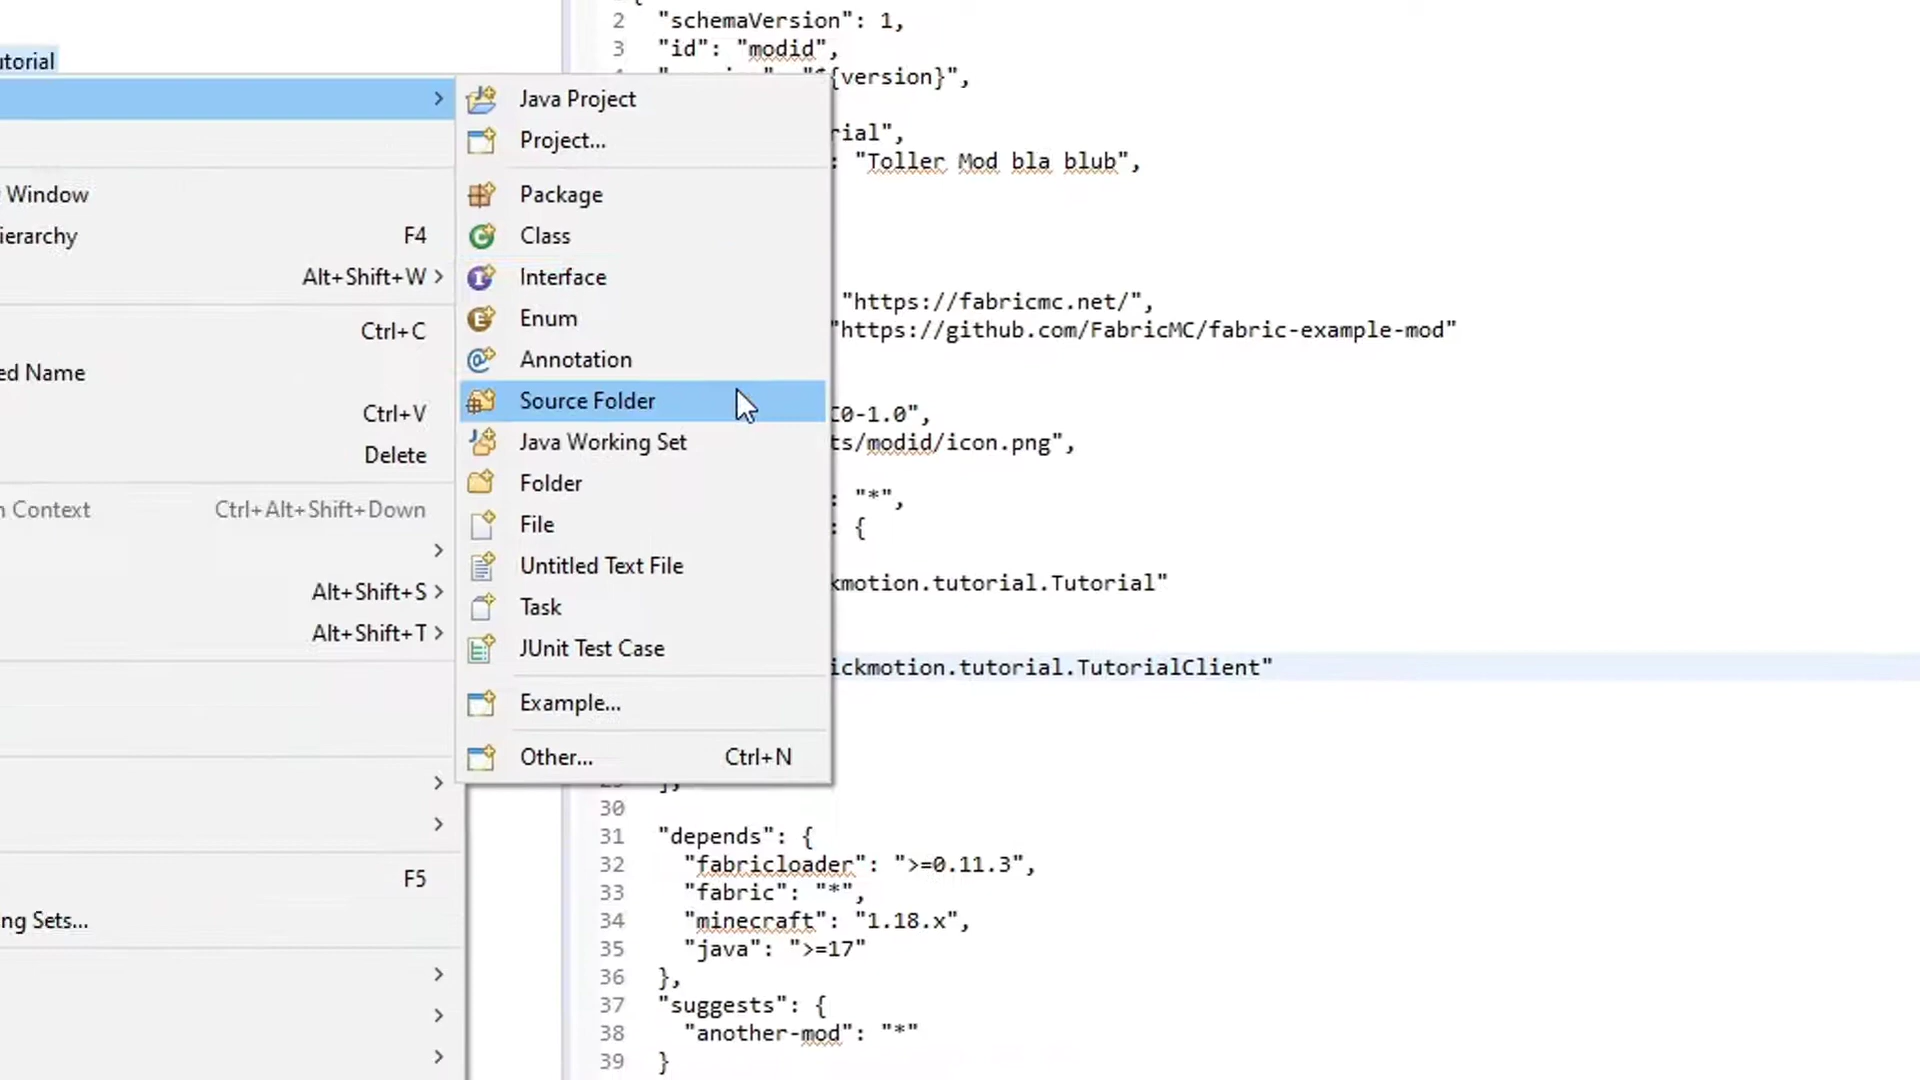 utorial
Window
ierarchy F4
Alt+Shift+W
Ctrl+C
ed Name
Ctrl+V
Delete
n Context Ctrl+Alt+Shift+Down
Alt+Shift+S
Alt+Shift+T
F5
ng Sets...
Java Project
Project...
Package
Class
Interface
Enum
Annotation
Source Folder
Java Working Set
Folder
File
Untitled Text File
Task
JUnit Test Case
Example...
Other... Ctrl+N
2 "schemaVersion": 1,
3 "id": "modid",
{version}",
rial",
: "Toller Mod bla blub",
"https://fabricmc.net/",
"https://github.com/FabricMC/fabric-example-mod"
C0-1.0",
ts/modid/icon.png",
: "*",
: {
kmotion.tutorial.Tutorial"
ickmotion.tutorial.TutorialClient"
30
31 "depends": {
32 "fabricloader": ">=0.11.3",
33 "fabric": "*",
34 "minecraft": "1.18.x",
35 "java": ">=17"
36 },
37 "suggests": {
38 "another-mod": "*"
39 }